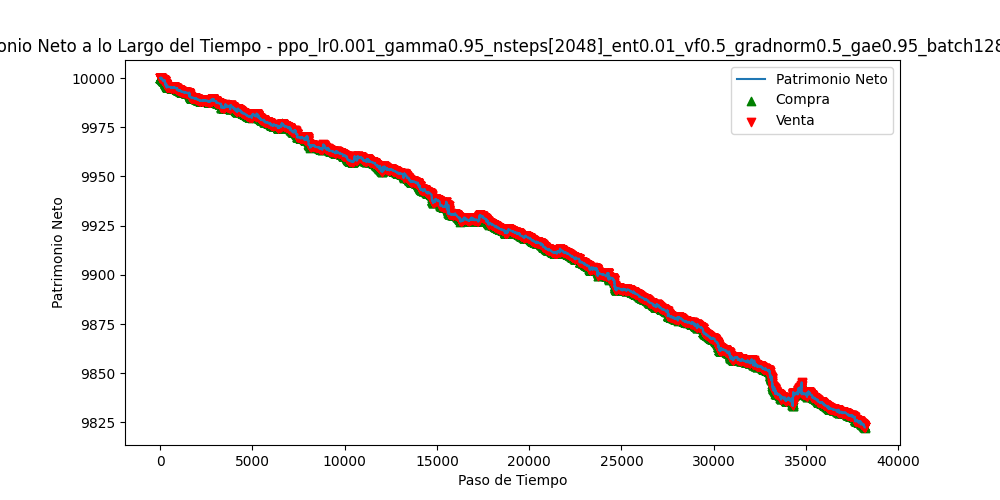 onio Neto a lo Largo del Tiempo - ppo_lr0.001_gamma0.95_nsteps[2048]_ent0.01_vf0.5_gradnorm0.5_gae0.95_batch128
Patrimonio Neto
Compra
Venta
10000
9975
9950
9925
9900
9875
9850
9825
Patrimonio Neto
0 5000 10000 15000 20000 25000 30000 35000 40000
Paso de Tiempo